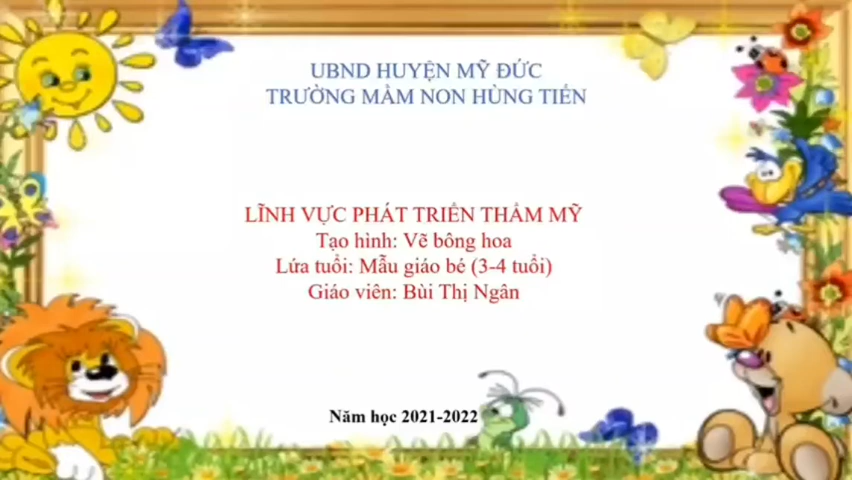 UBND HUYỆN MỸ ĐỨC
TRƯỜNG MẦM NON HÙNG TIẾN
LĨNH VỰC PHÁT TRIỂN THẨM MỸ
Tạo hình: Vẽ bông hoa
Lứa tuổi: Mẫu giáo bé (3-4 tuổi)
Giáo viên: Bùi Thị Ngân
Năm học 2021-2022